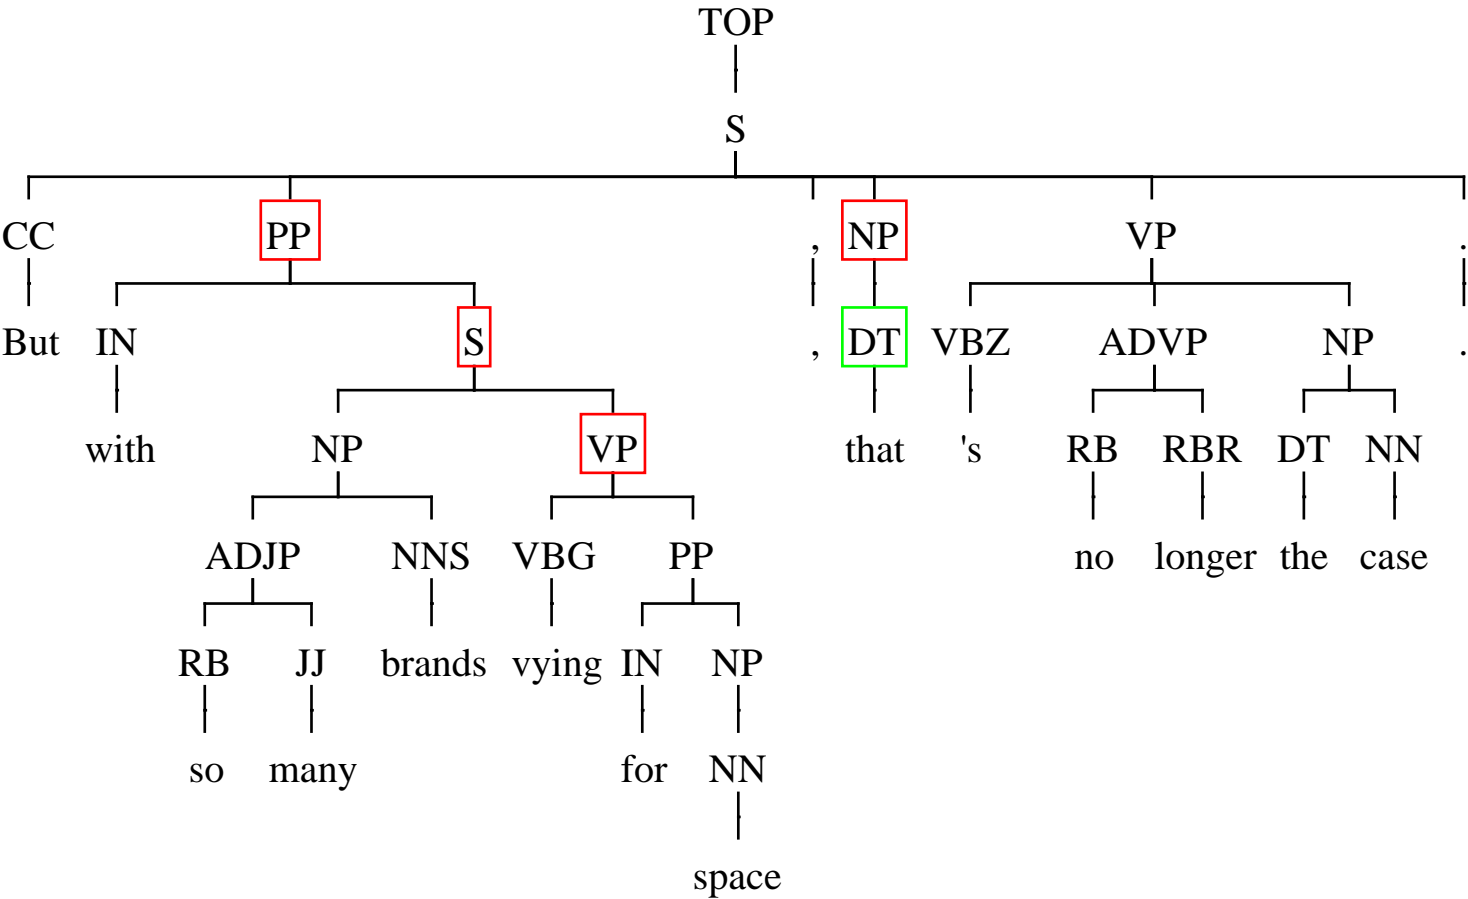 TOP
S
CC PP , NP VP .
But IN S , DT VBZ ADVP NP .
with NP VP that 's RB RBR DT NN
ADJP NNS VBG PP no longer the case
RB JJ brands vying IN NP
so many for NN
space